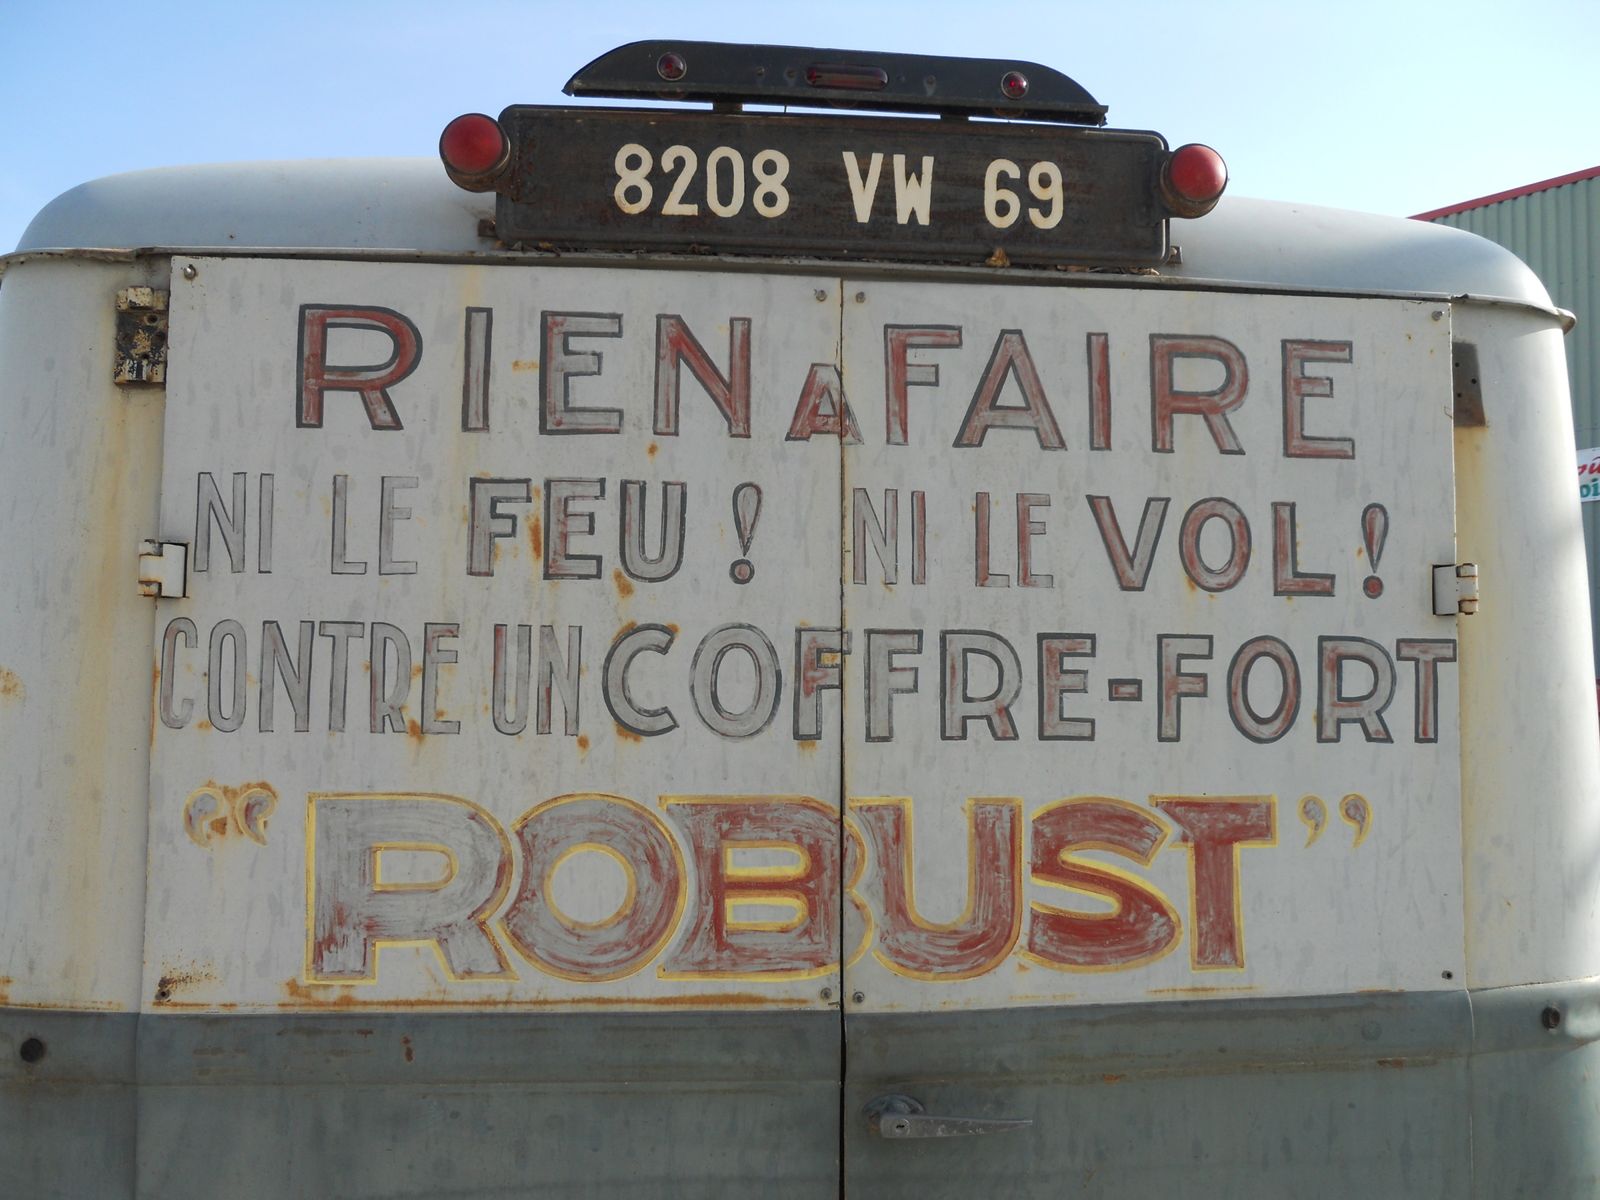 8208 VW 69
RIEN A FAIRE
NI LE FEU! NI LE VOL!
CONTRE UN COFFRE-FORT
“ROBUST”